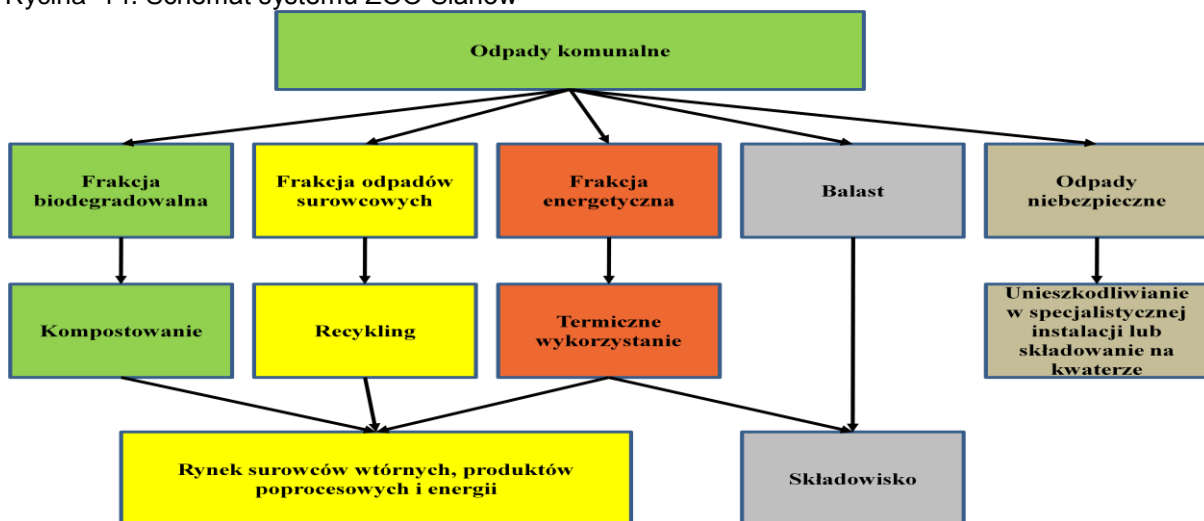 Odpady komunalne
Frakcja
biodegradowalna
Frakcja odpadów
surowcowych
Frakcja
energetyczna
Balast
Odpady
niebezpieczne
Kompostowanie
Recykling
Termiczne
wykorzystanie
Unieszkodliwianie
w specjalistycznej
instalacji lub
składowanie na
kwaterze
Rynek surowców wtórnych, produktów
poprocesowych i energii
Składowisko